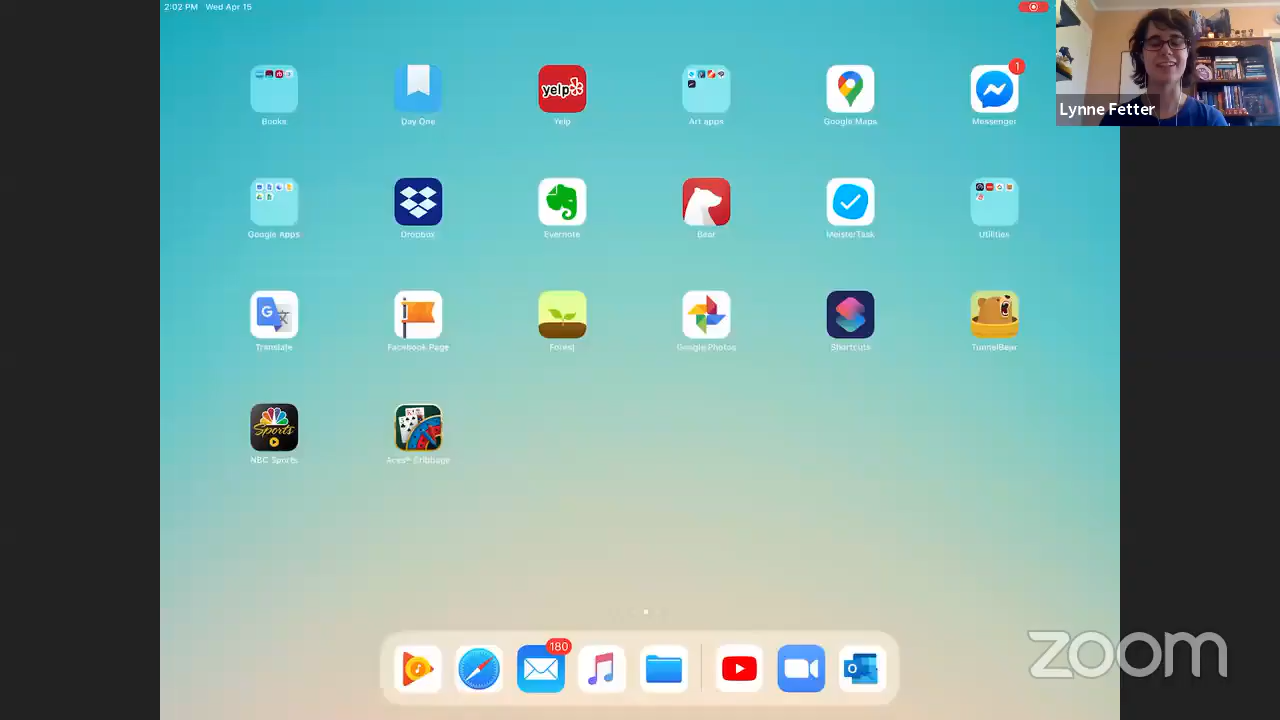 2:02 PM Wed Apr 15
1
Lynne Fetter
yelp
Books
Day One
Yelp
Art apps
Google Maps
Messenger
Google Apps
Dropbox
Evernote
Bear
MeisterTask
Utilities
G
Translate
Facebook Page
Forest
Google Photos
Shortcuts
TunnelBear
Sports
NBC Sports
Aces® Cribbage
180
zoom